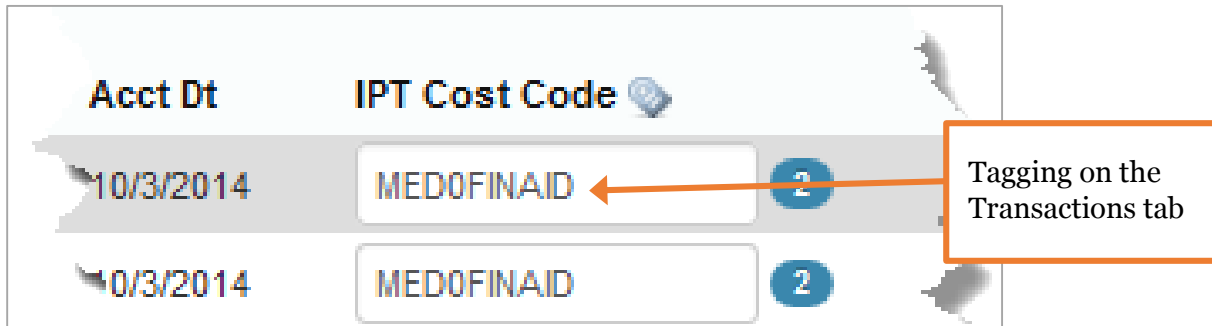 Acct Dt IPT Cost Code
10/3/2014 MED0FINAID 2
Tagging on the
Transactions tab
10/3/2014 MED0FINAID 2